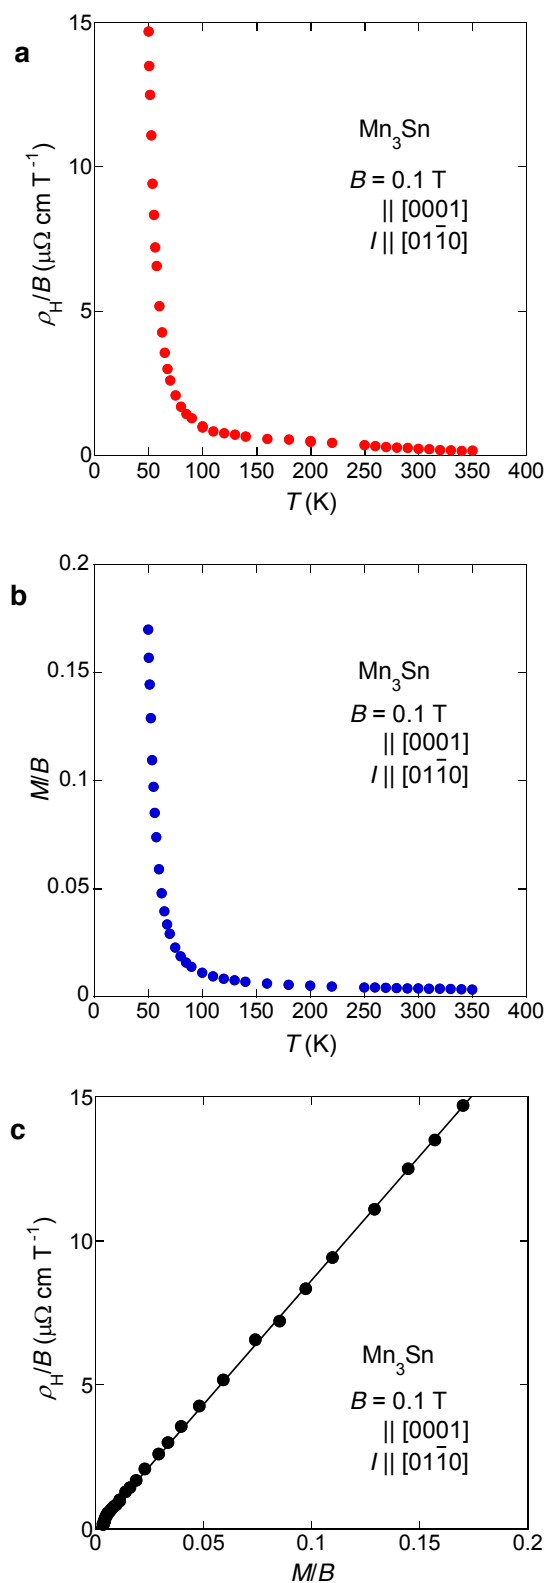 a
15
10
5
0
ρH/B (μΩ cm T-1)
Mn3Sn
B = 0.1 T
|| [0001]
I || [011̅0]
0 50 100 150 200 250 300 350 400
T (K)
b
0.2
0.15
0.1
0.05
0
M/B
Mn3Sn
B = 0.1 T
|| [0001]
I || [011̅0]
0 50 100 150 200 250 300 350 400
T (K)
c
15
10
5
0
ρH/B (μΩ cm T-1)
Mn3Sn
B = 0.1 T
|| [0001]
I || [011̅0]
0.05 0.1 0.15 0.2
M/B